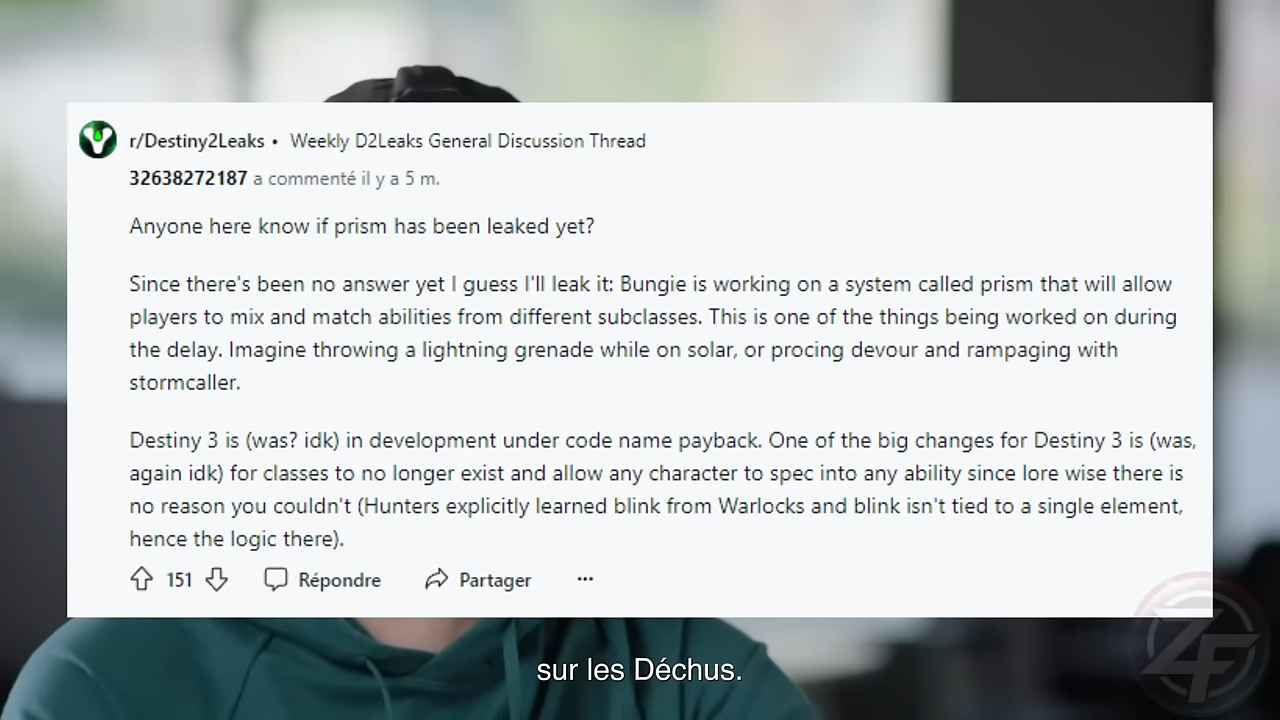 r/Destiny2Leaks • Weekly D2Leaks General Discussion Thread
32638272187 a commenté il y a 5 m.
Anyone here know if prism has been leaked yet?
Since there's been no answer yet I guess I'll leak it: Bungie is working on a system called prism that will allow
players to mix and match abilities from different subclasses. This is one of the things being worked on during
the delay. Imagine throwing a lightning grenade while on solar, or procing devour and rampaging with
stormcaller.
Destiny 3 is (was? idk) in development under code name payback. One of the big changes for Destiny 3 is (was,
again idk) for classes to no longer exist and allow any character to spec into any ability since lore wise there is
no reason you couldn't (Hunters explicitly learned blink from Warlocks and blink isn't tied to a single element,
hence the logic there).
151 Répondre Partager ...
sur les Déchus.
ZF